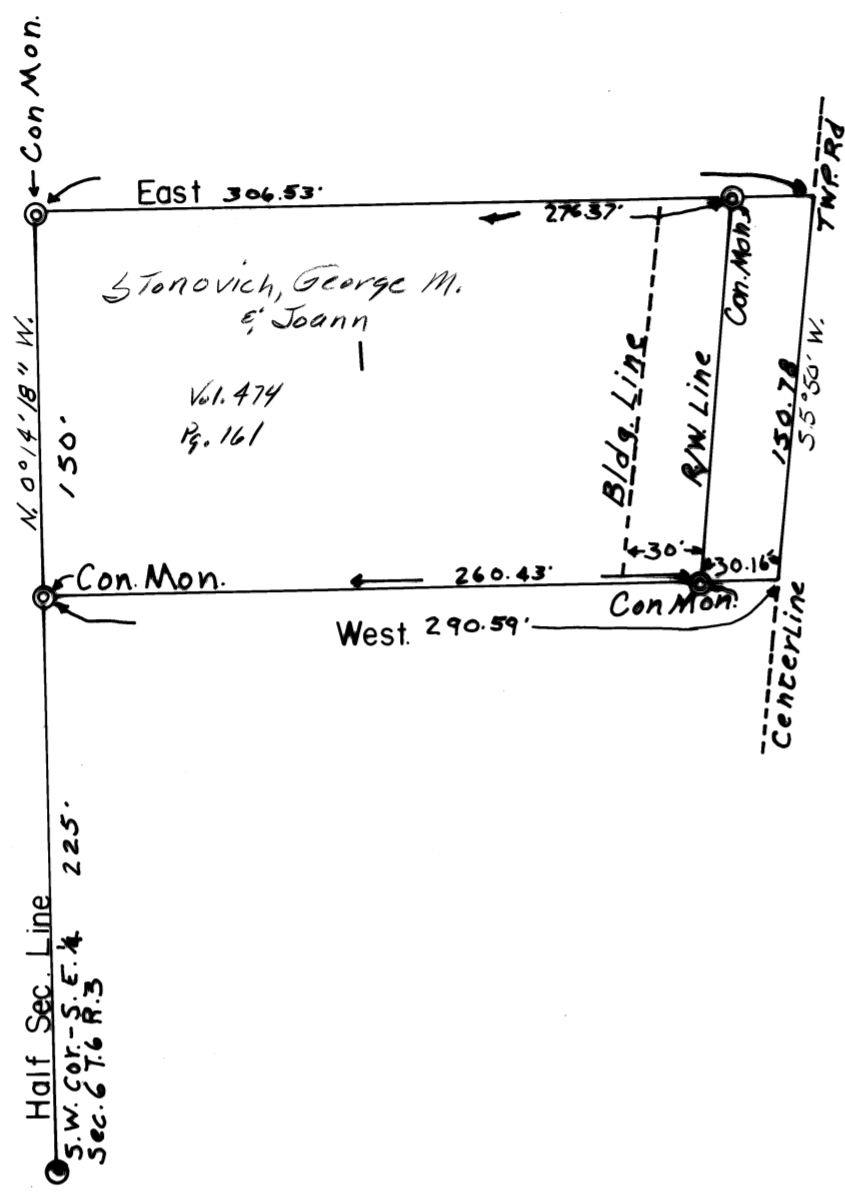 Con Mon.
East 306.53'
TWP. Rd
276.37'
Con. Mon.
Stonovich, George M.
& Joann
1
Vol. 474
Pg. 161
N. 0° 14' 18" W.
150'
Bldg. Line
R/W. Line
150.78
S. 5° 50' W.
30'
30.16'
Con. Mon.
260.43'
Con Mon.
West. 290.59'
Centerline
225'
Half Sec. Line
S.W. Cor. - S. E. 1/4
Sec. 6 T.6 R.3